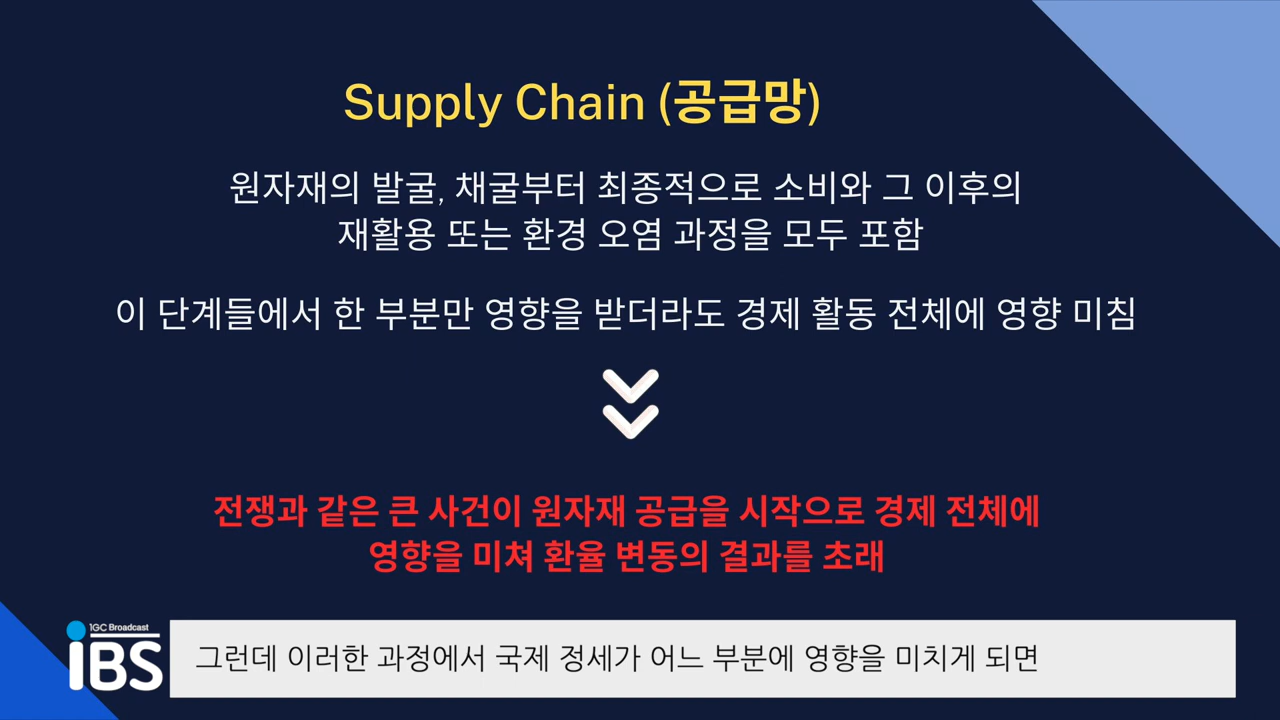 Supply Chain (공급망)
원자재의 발굴, 채굴부터 최종적으로 소비와 그 이후의
재활용 또는 환경 오염 과정을 모두 포함
이 단계들에서 한 부분만 영향을 받더라도 경제 활동 전체에 영향 미침
전쟁과 같은 큰 사건이 원자재 공급을 시작으로 경제 전체에
영향을 미쳐 환율 변동의 결과를 초래
IGC Broadcast
iBS
그런데 이러한 과정에서 국제 정세가 어느 부분에 영향을 미치게 되면